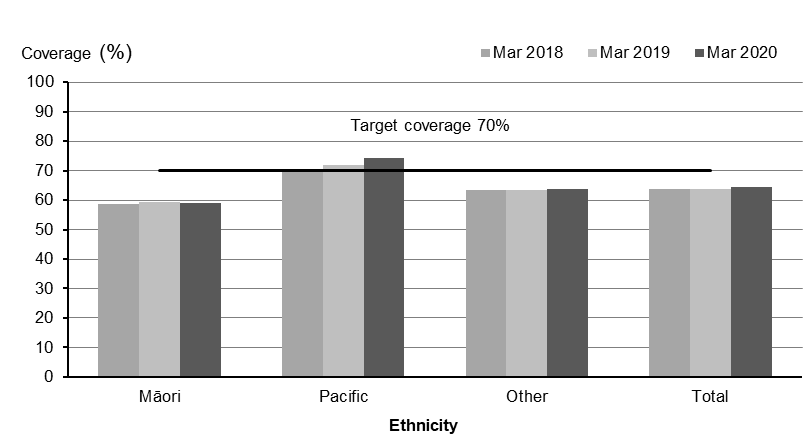 Coverage (%)
Mar 2018 Mar 2019 Mar 2020
100
90
Target coverage 70%
80
70
60
50
40
30
20
10
0
Māori Pacific Other Total
Ethnicity